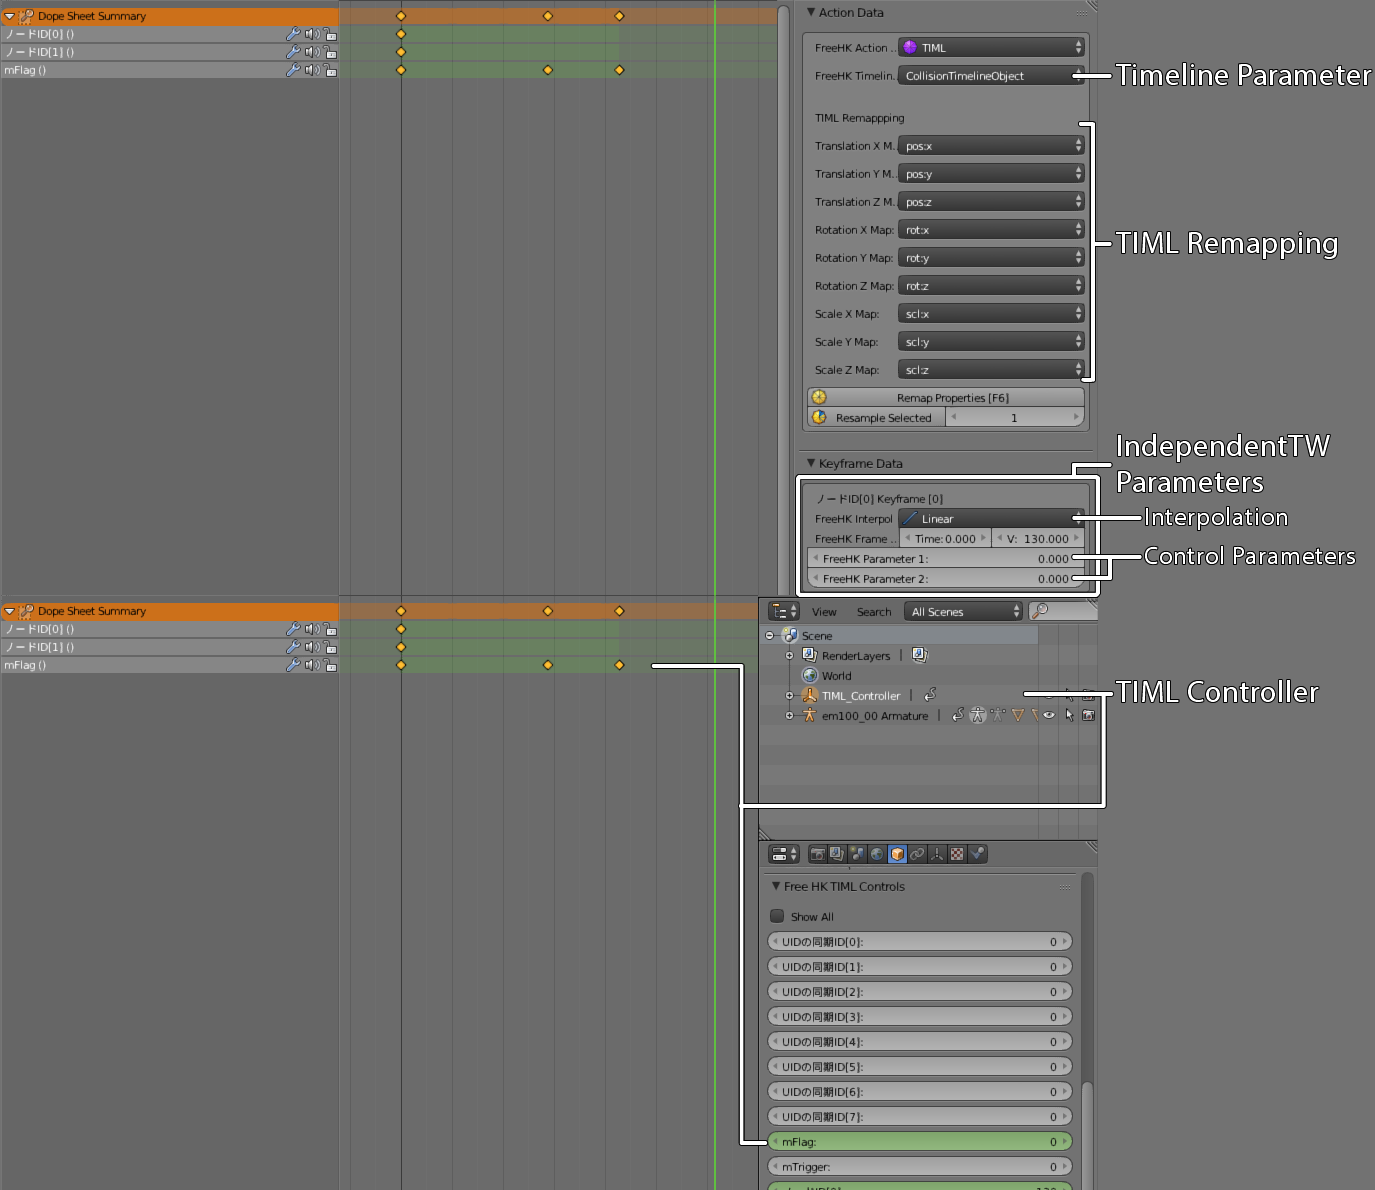 Dope Sheet Summary
ノードID[0] ()
ノードID[1] ()
mFlag ()
Action Data
FreeHK Action ..
TIML
FreeHK Timelin..
CollisionTimelineObject
Timeline Parameter
TIML Remappping
Translation X M..
pos:x
Translation Y M..
pos:y
Translation Z M..
pos:z
Rotation X Map:
rot:x
TIML Remapping
Rotation Y Map:
rot:y
Rotation Z Map:
rot:z
Scale X Map:
scl:x
Scale Y Map:
scl:y
Scale Z Map:
scl:z
Remap Properties [F6]
Resample Selected
1
Keyframe Data
IndependentTW
Parameters
ノードID[0] Keyframe [0]
FreeHK Interpol
Linear
Interpolation
FreeHK Frame ..
Time: 0.000
V: 130.000
FreeHK Parameter 1: 0.000
Control Parameters
FreeHK Parameter 2: 0.000
Dope Sheet Summary
ノードID[0] ()
ノードID[1] ()
mFlag ()
View
Search
All Scenes
Scene
RenderLayers
World
TIML_Controller
TIML Controller
em100_00 Armature
Free HK TIML Controls
Show All
UIDの同期ID[0]: 0
UIDの同期ID[1]: 0
UIDの同期ID[2]: 0
UIDの同期ID[3]: 0
UIDの同期ID[4]: 0
UIDの同期ID[5]: 0
UIDの同期ID[6]: 0
UIDの同期ID[7]: 0
mFlag: 0
mTrigger: 0